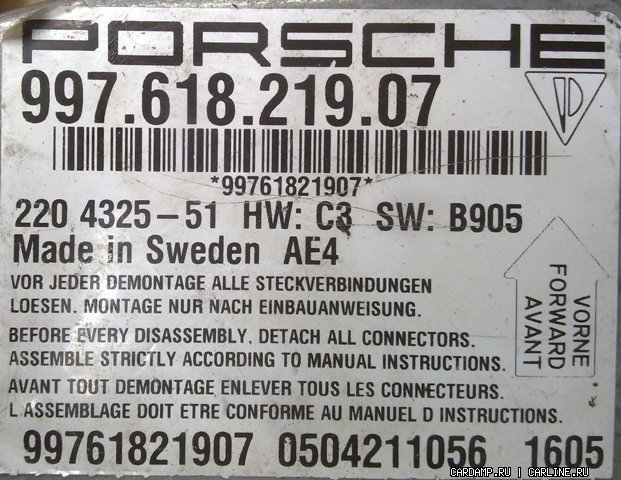 PORSCHE
997.618.219.07
*99761821907*
220 4325-51 HW: C3 SW: B905
Made in Sweden AE4
VOR JEDER DEMONTAGE ALLE STECKVERBINDUNGEN
LOESEN. MONTAGE NUR NACH EINBAUANWEISUNG.
BEFORE EVERY DISASSEMBLY, DETACH ALL CONNECTORS.
ASSEMBLE STRICTLY ACCORDING TO MANUAL INSTRUCTIONS.
AVANT TOUT DEMONTAGE ENLEVER TOUS LES CONNECTEURS.
L ASSEMBLAGE DOIT ETRE CONFORME AU MANUEL D INSTRUCTIONS.
VORNE
FORWARD
AVANT
99761821907 0504211056 1605
CARDAMP.RU | CARLINE.RU